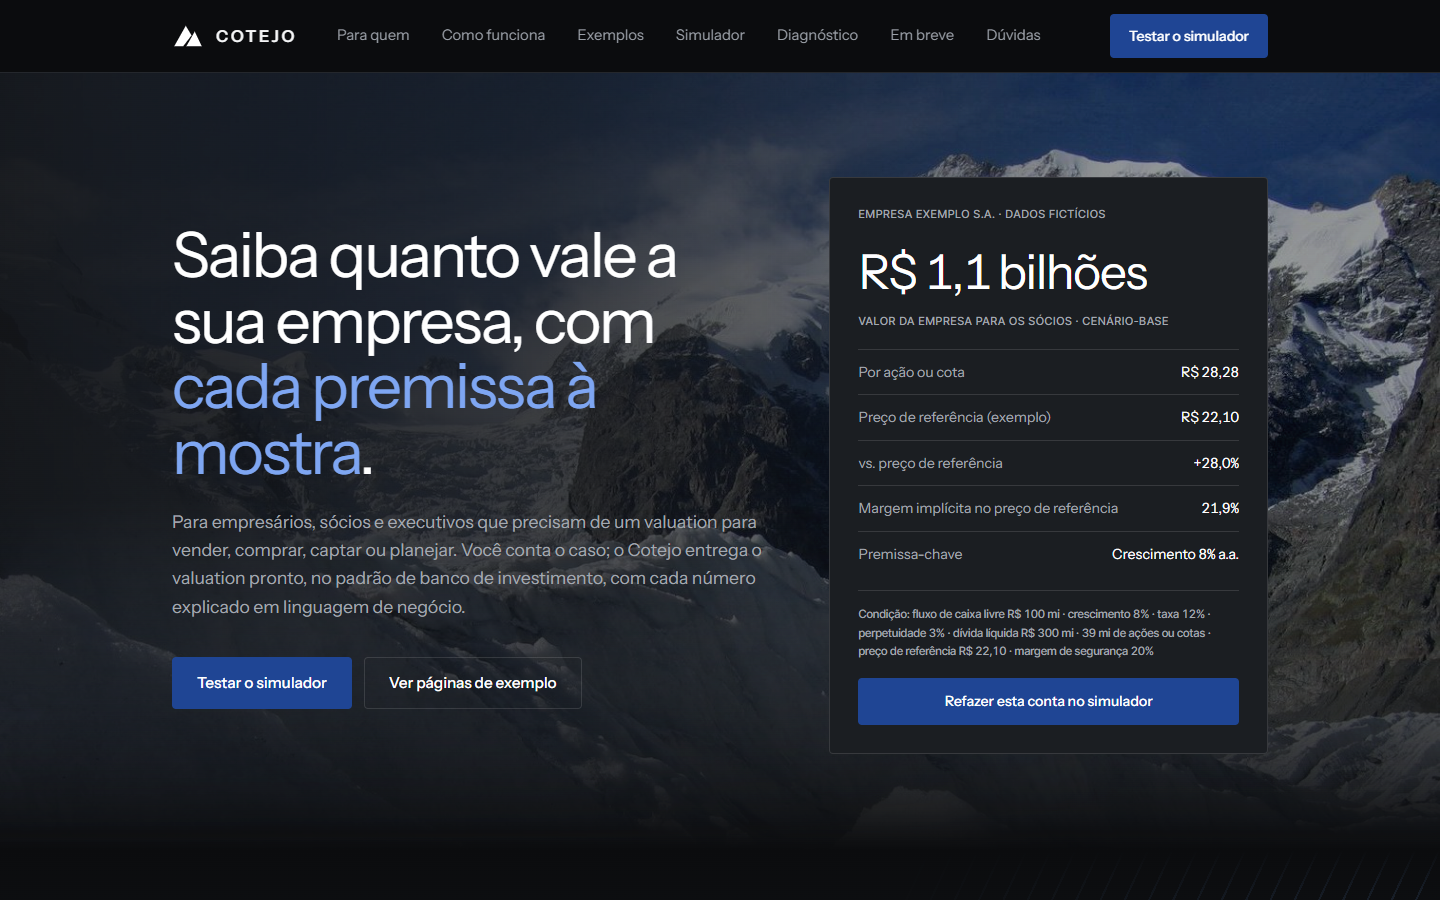 COTEJO
Para quem
Como funciona
Exemplos
Simulador
Diagnóstico
Em breve
Dúvidas
Testar o simulador
Saiba quanto vale a
sua empresa, com
cada premissa à
mostra.
Para empresários, sócios e executivos que precisam de um valuation para
vender, comprar, captar ou planejar. Você conta o caso; o Cotejo entrega o
valuation pronto, no padrão de banco de investimento, com cada número
explicado em linguagem de negócio.
Testar o simulador
Ver páginas de exemplo
EMPRESA EXEMPLO S.A. · DADOS FICTÍCIOS
R$ 1,1 bilhões
VALOR DA EMPRESA PARA OS SÓCIOS · CENÁRIO-BASE
Por ação ou cota R$ 28,28
Preço de referência (exemplo) R$ 22,10
vs. preço de referência +28,0%
Margem implícita no preço de referência 21,9%
Premissa-chave Crescimento 8% a.a.
Condição: fluxo de caixa livre R$ 100 mi · crescimento 8% · taxa 12% ·
perpetuidade 3% · dívida líquida R$ 300 mi · 39 mi de ações ou cotas ·
preço de referência R$ 22,10 · margem de segurança 20%
Refazer esta conta no simulador